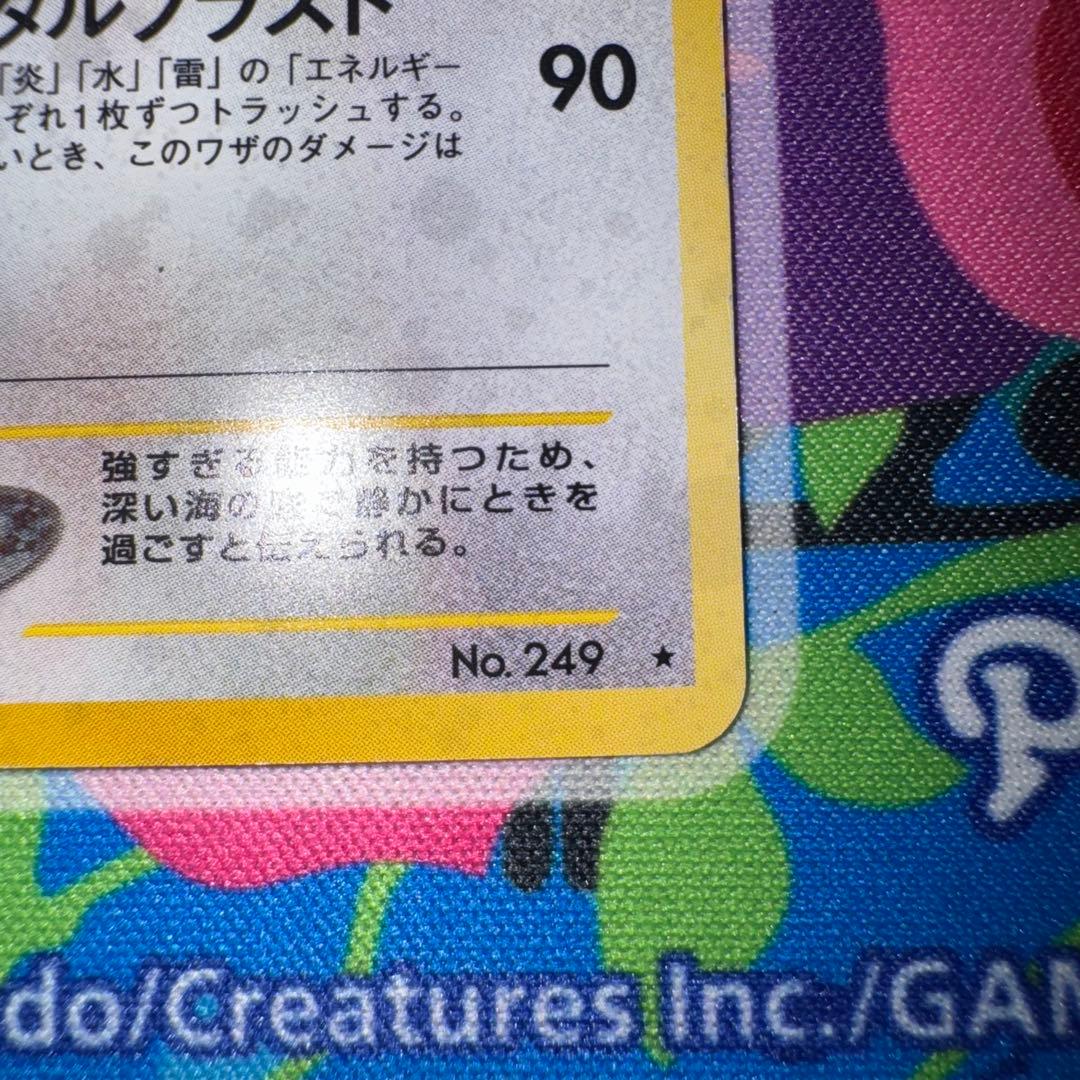 タルブラスト
「炎」「水」「雷」の「エネルギー
90
ぞれ1枚ずつトラッシュする。
いとき、このワザのダメージは
強すぎる能力を持つため、
深い海の底で静かにときを
過ごすと伝えられる。
No. 249 ★
do/Creatures Inc./GAM